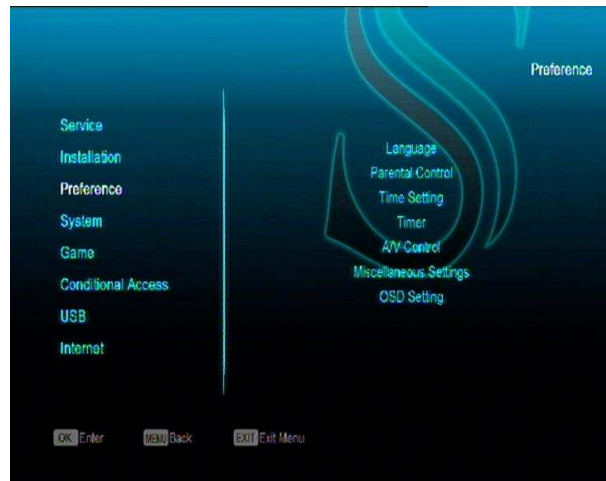 Preference
Service
Installation
Preference
System
Game
Conditional Access
USB
Internet
Language
Parental Control
Time Setting
Timer
A/V Control
Miscellaneous Settings
OSD Setting
OK Enter
MENU Back
EXIT Exit Menu